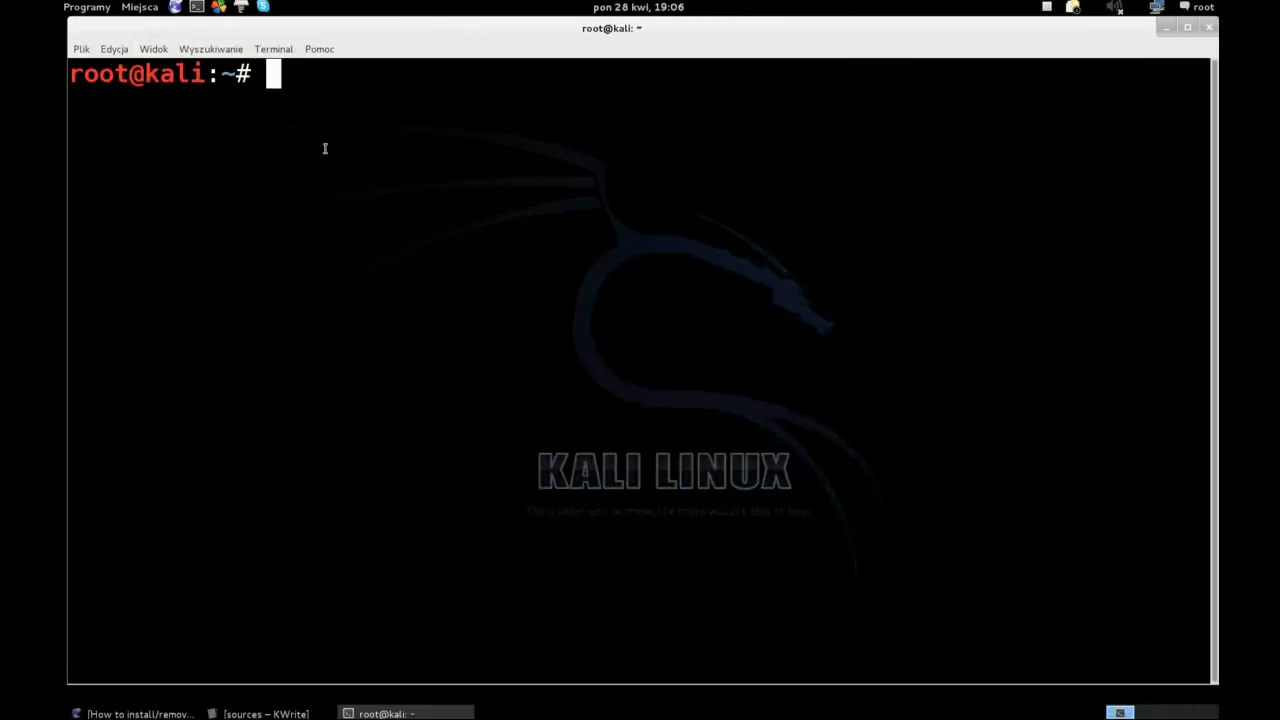 Programy Miejsca pon 28 kwi, 19:06 root
root@kali: ~
Plik Edycja Widok Wyszukiwanie Terminal Pomoc
root@kali:~#
KALI LINUX
[How to install/remov... [sources – KWrite] root@kali: ~